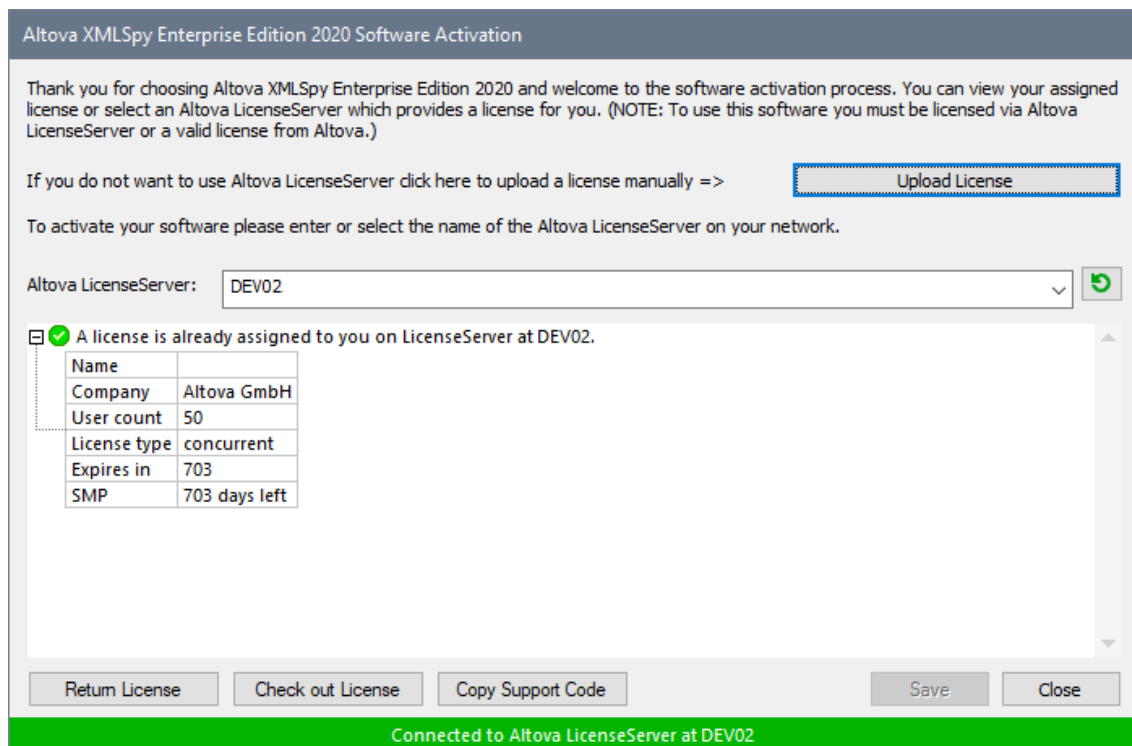 Altova XMLSpy Enterprise Edition 2020 Software Activation
Thank you for choosing Altova XMLSpy Enterprise Edition 2020 and welcome to the software activation process. You can view your assigned
license or select an Altova LicenseServer which provides a license for you. (NOTE: To use this software you must be licensed via Altova
LicenseServer or a valid license from Altova.)
If you do not want to use Altova LicenseServer click here to upload a license manually => Upload License
To activate your software please enter or select the name of the Altova LicenseServer on your network.
Altova LicenseServer: DEV02
A license is already assigned to you on LicenseServer at DEV02.
Name
Company Altova GmbH
User count 50
License type concurrent
Expires in 703
SMP 703 days left
Return License Check out License Copy Support Code Save Close
Connected to Altova LicenseServer at DEV02